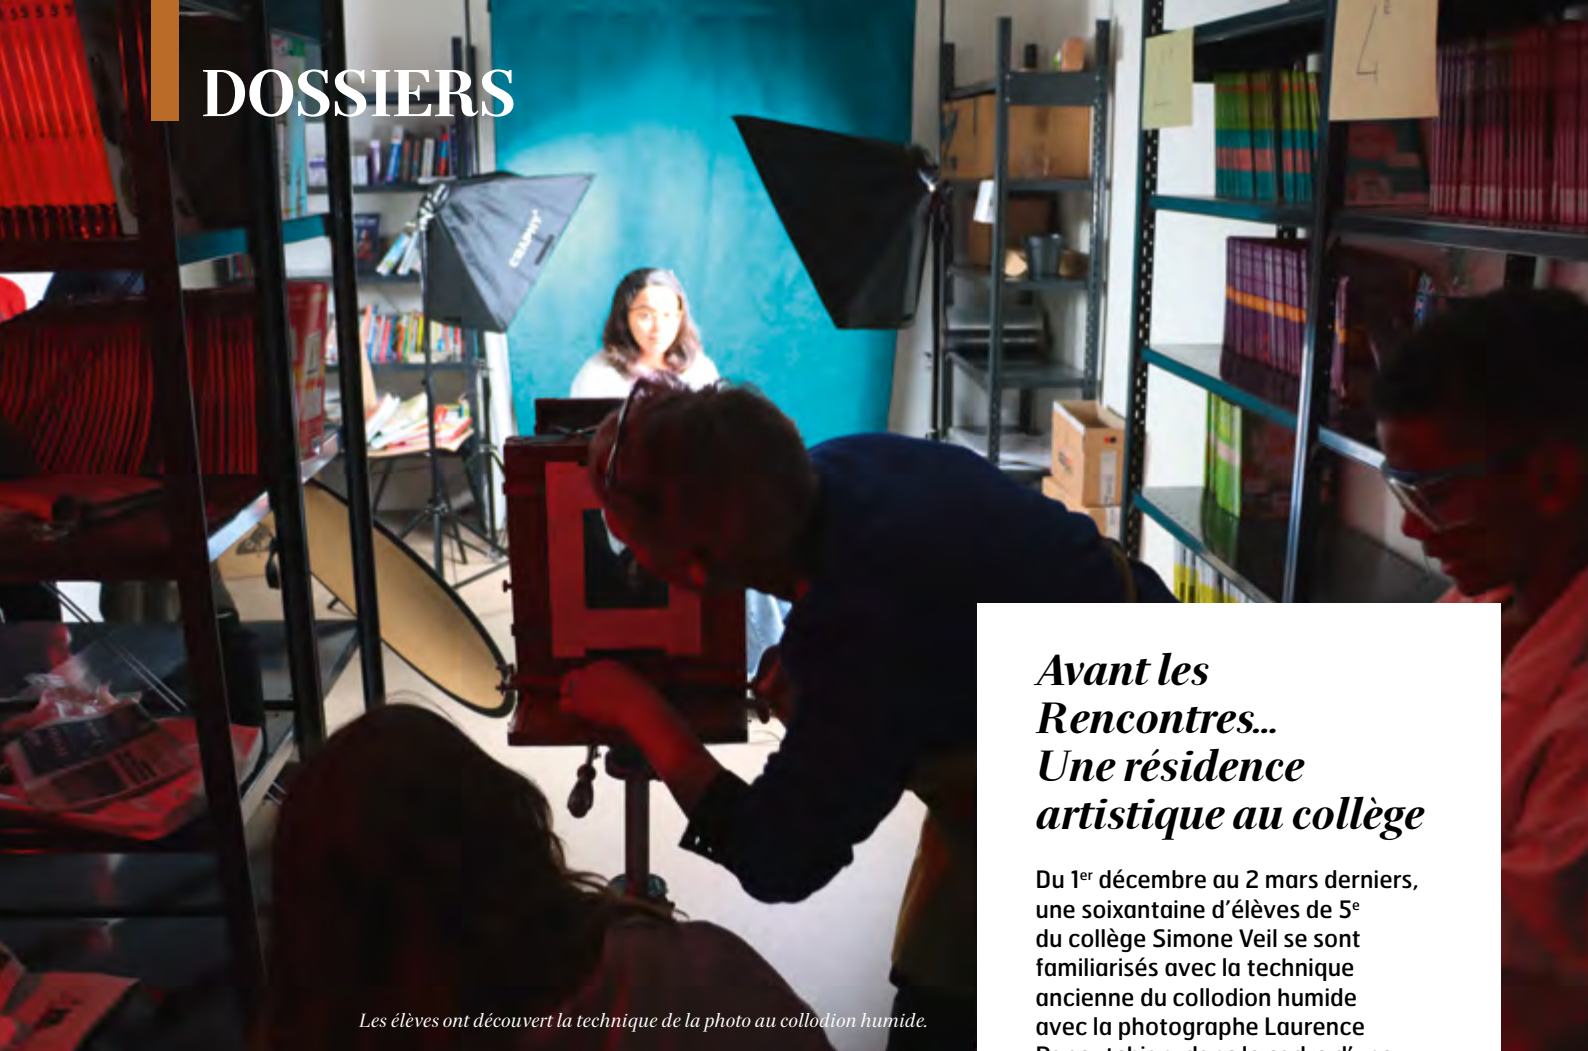 DOSSIERS
GRAPHY
4E
Avant les
Rencontres...
Une résidence
artistique au collège
Du 1er décembre au 2 mars derniers,
une soixantaine d'élèves de 5e
du collège Simone Veil se sont
familiarisés avec la technique
ancienne du collodion humide
avec la photographe Laurence
Les élèves ont découvert la technique de la photo au collodion humide.